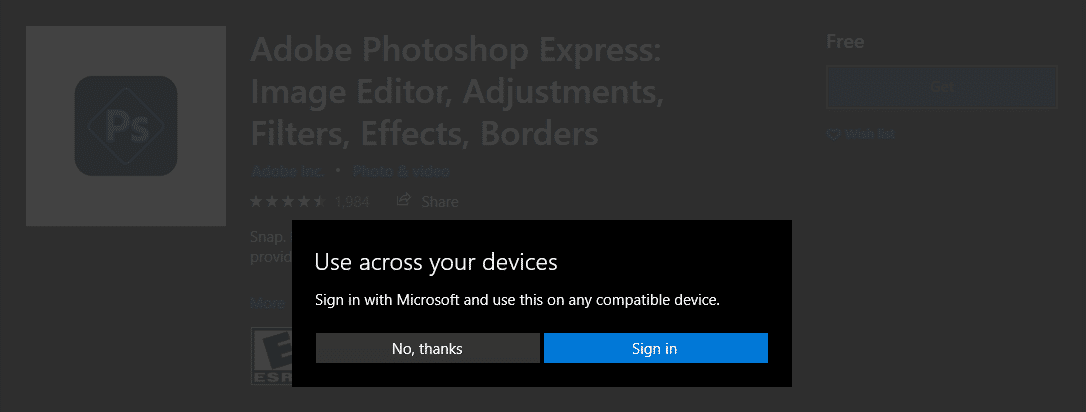 Ps
Adobe Photoshop Express:
Image Editor, Adjustments,
Filters, Effects, Borders
Adobe Inc. • Photo & video
1,984 Share
Free
Get
Wish list
Snap.
provid
More
Use across your devices
Sign in with Microsoft and use this on any compatible device.
No, thanks Sign in
E
ESR